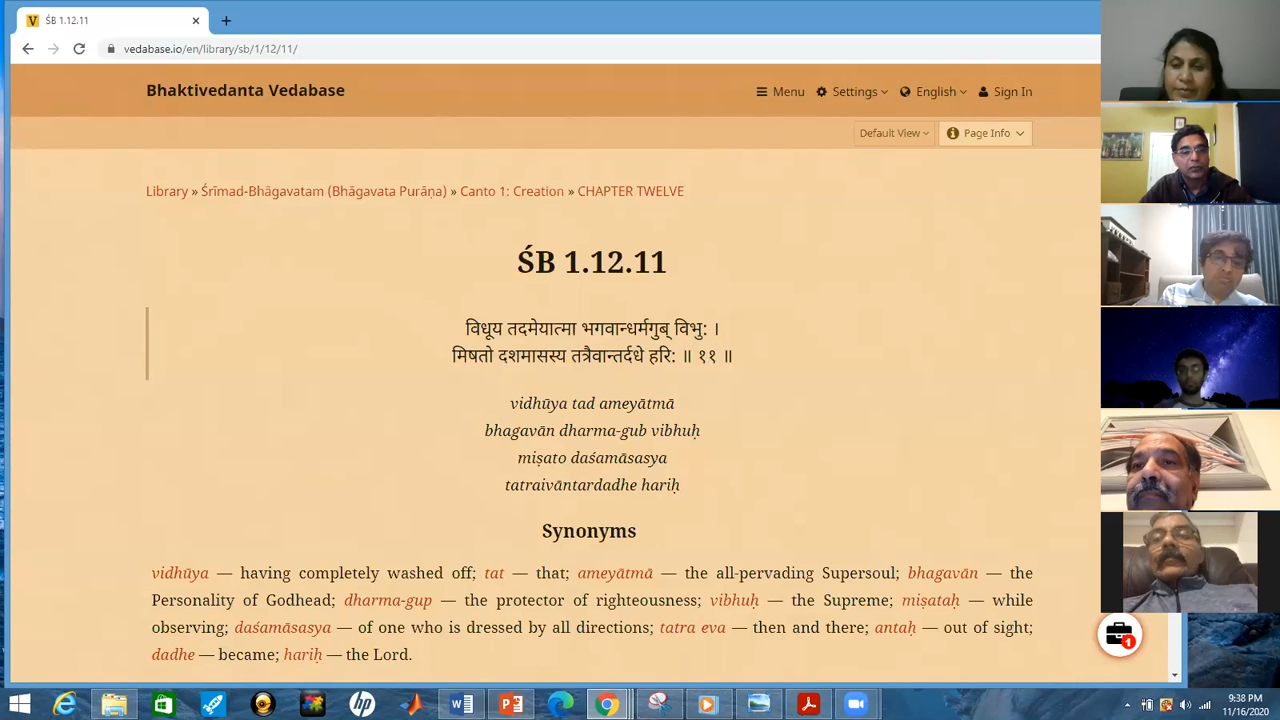 ŚB 1.12.11
vedabase.io/en/library/sb/1/12/11/
Bhaktivedanta Vedabase
Menu Settings English Sign In
Default View Page Info
Library » Śrīmad-Bhāgavatam (Bhāgavata Purāṇa) » Canto 1: Creation » CHAPTER TWELVE
ŚB 1.12.11
विधूय तदमेयात्मा भगवान्धर्मगुब् विभु: ।
मिषतो दशमासस्य तत्रैवान्तर्दधे हरि: ॥ ११ ॥
vidhūya tad ameyātmā
bhagavān dharma-gub vibhuḥ
miṣato daśamāsasya
tatraivāntardadhe hariḥ
Synonyms
vidhūya — having completely washed off; tat — that; ameyātmā — the all-pervading Supersoul; bhagavān — the
Personality of Godhead; dharma-gup — the protector of righteousness; vibhuḥ — the Supreme; miṣataḥ — while
observing; daśamāsasya — of one who is dressed by all directions; tatra eva — then and there; antaḥ — out of sight;
dadhe — became; hariḥ — the Lord.
1
9:38 PM
11/16/2020